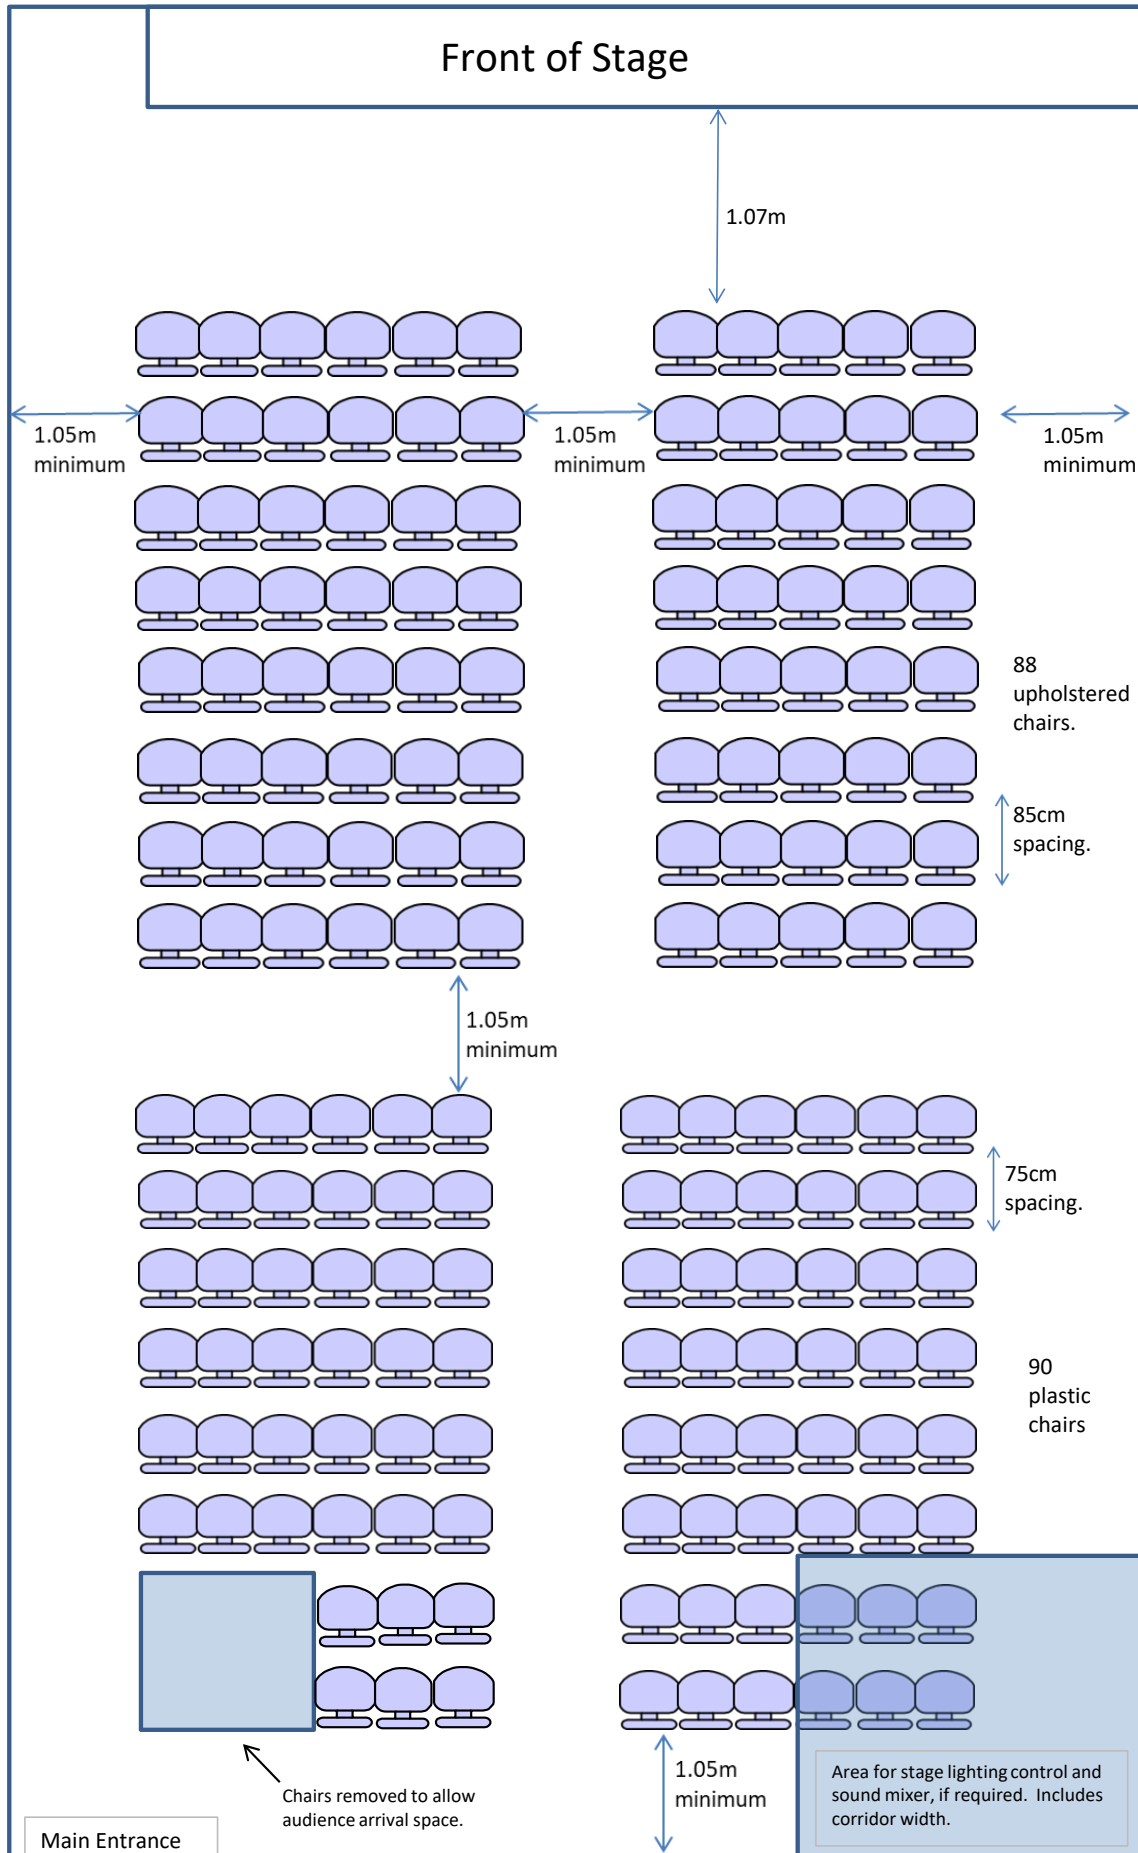 Front of Stage
1.07m
1.05m
minimum
1.05m
minimum
1.05m
minimum
88
upholstered
chairs.
85cm
spacing.
1.05m
minimum
75cm
spacing.
90
plastic
chairs
Chairs removed to allow
audience arrival space.
1.05m
minimum
Area for stage lighting control and
sound mixer, if required.  Includes
corridor width.
Main Entrance